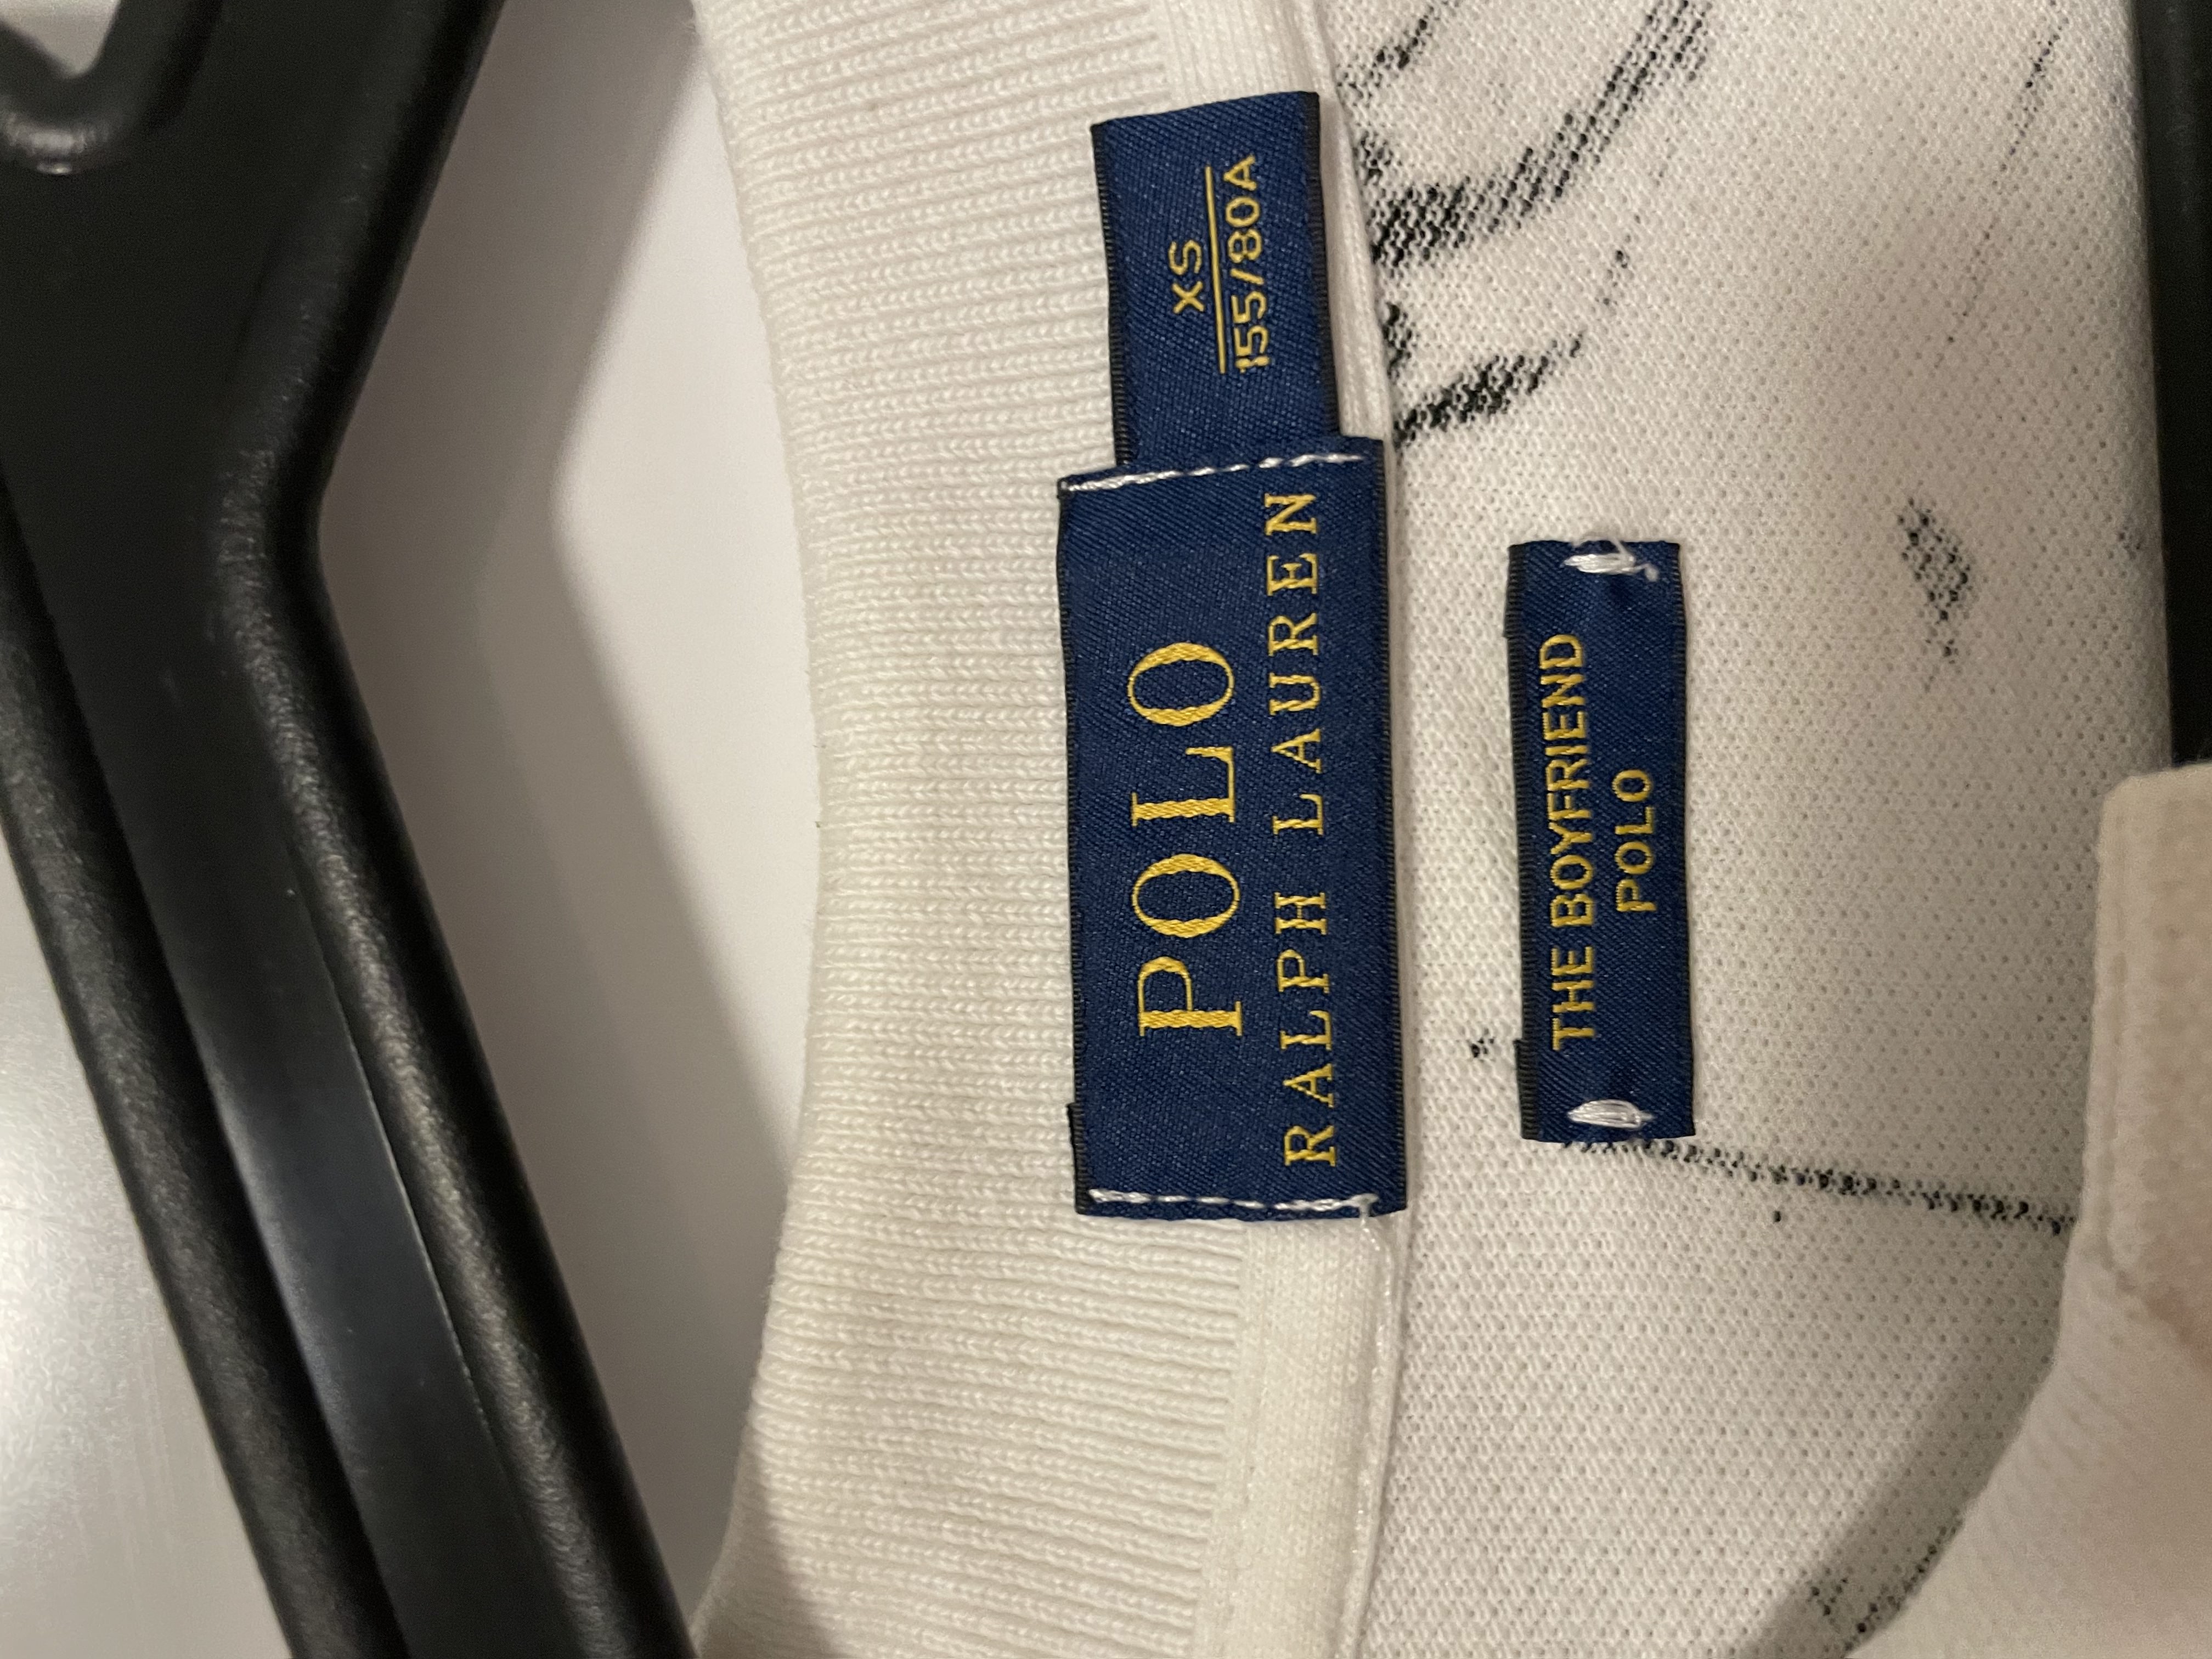 XS
155/80A
POLO
RALPH LAUREN
THE BOYFRIEND
POLO